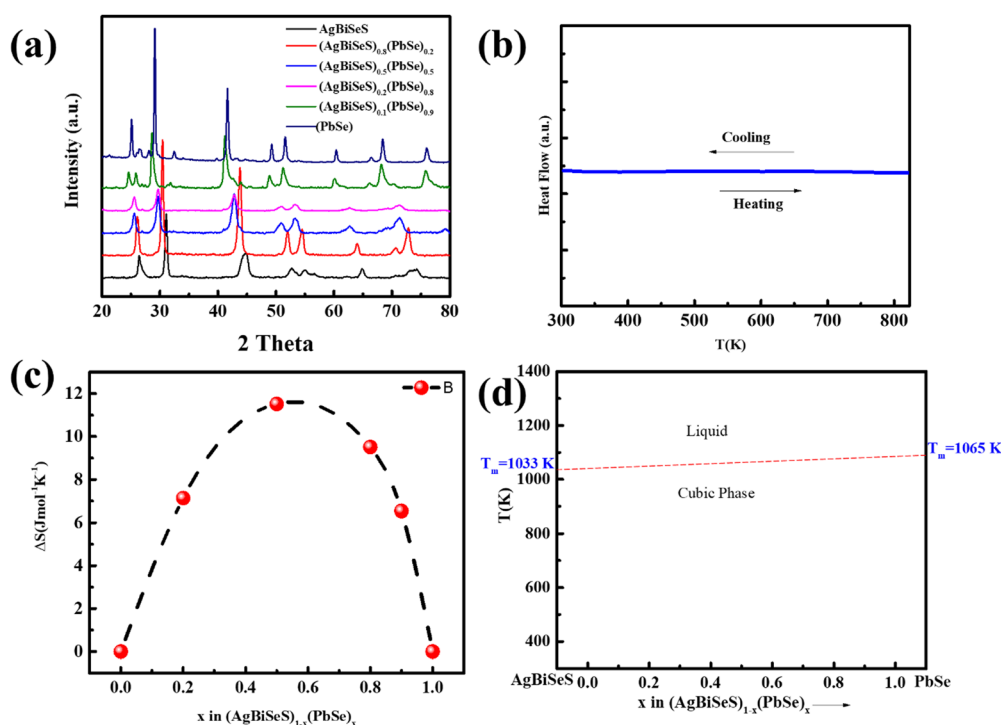 (a)
AgBiSeS
(AgBiSeS)0.8(PbSe)0.2
(AgBiSeS)0.5(PbSe)0.5
(AgBiSeS)0.2(PbSe)0.8
(AgBiSeS)0.1(PbSe)0.9
(PbSe)
Intensity (a.u.)
20 30 40 50 60 70 80
2 Theta
(b)
Heat Flow (a.u.)
Cooling
Heating
300 400 500 600 700 800
T(K)
(c)
B
ΔS(Jmol-1K-1)
12
10
8
6
4
2
0
0.0 0.2 0.4 0.6 0.8 1.0
x in (AgBiSeS)1-x(PbSe)x
(d)
T(K)
1400
1200
1000
800
600
400
Liquid
Tm=1033 K
Tm=1065 K
Cubic Phase
AgBiSeS 0.0 0.2 0.4 0.6 0.8 1.0 PbSe
x in (AgBiSeS)1-x(PbSe)x